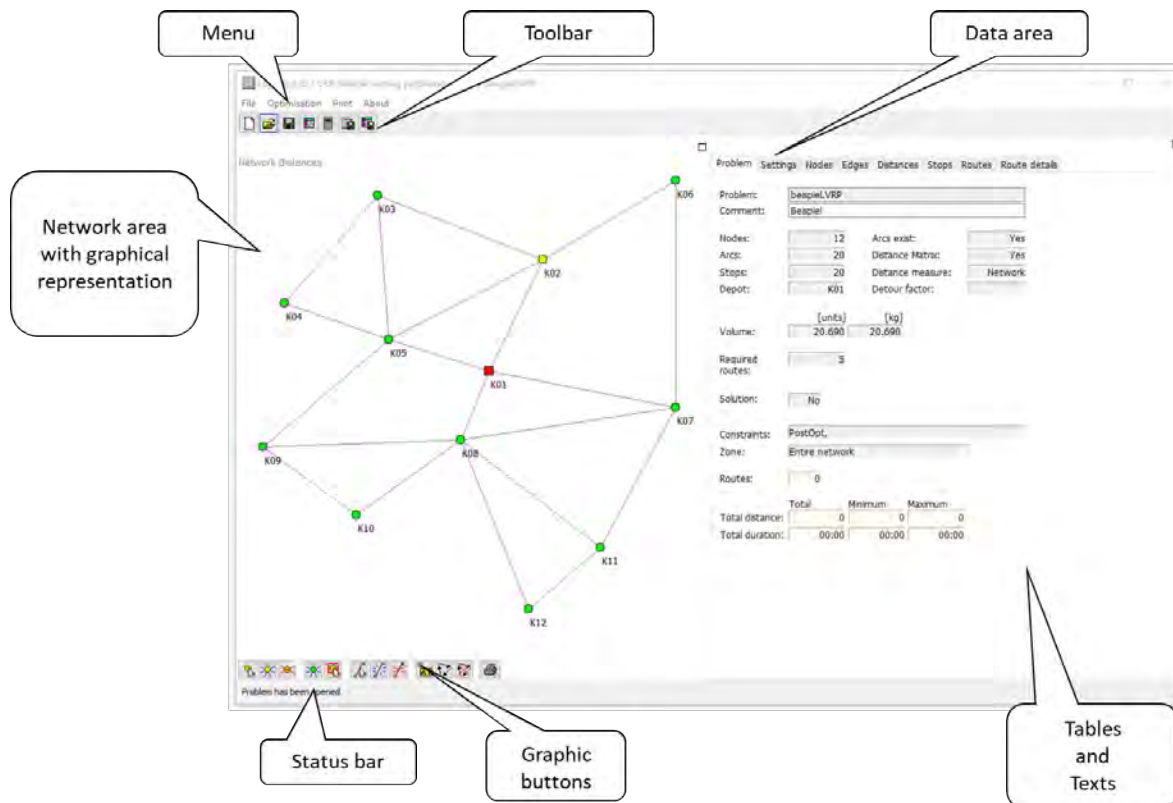 Menu
Toolbar
Data area
File Optimisation Print About
Network Distances
Problem Settings Nodes Edges Distances Stops Routes Route details
Network area
with graphical
representation
K03
K06
K02
K04
K05
K01
K07
K09
K08
K10
K11
K12
Problem:
Comment: Beispiel
Nodes: 12 Arcs exist: Yes
Arcs: 20 Distance Matrix: Yes
Stops: 20 Distance measure: Network
Depot: K01 Detour factor:
[units] [kg]
Volume: 20.690 20.690
Required
routes:
Solution: No
Constraints: PostOpt,
Zone: Entire network
Routes: 0
Total Minimum Maximum
Total distance: 0 0 0
Total duration: 00:00 00:00 00:00
Problem has been opened
Status bar
Graphic
buttons
Tables
and
Texts